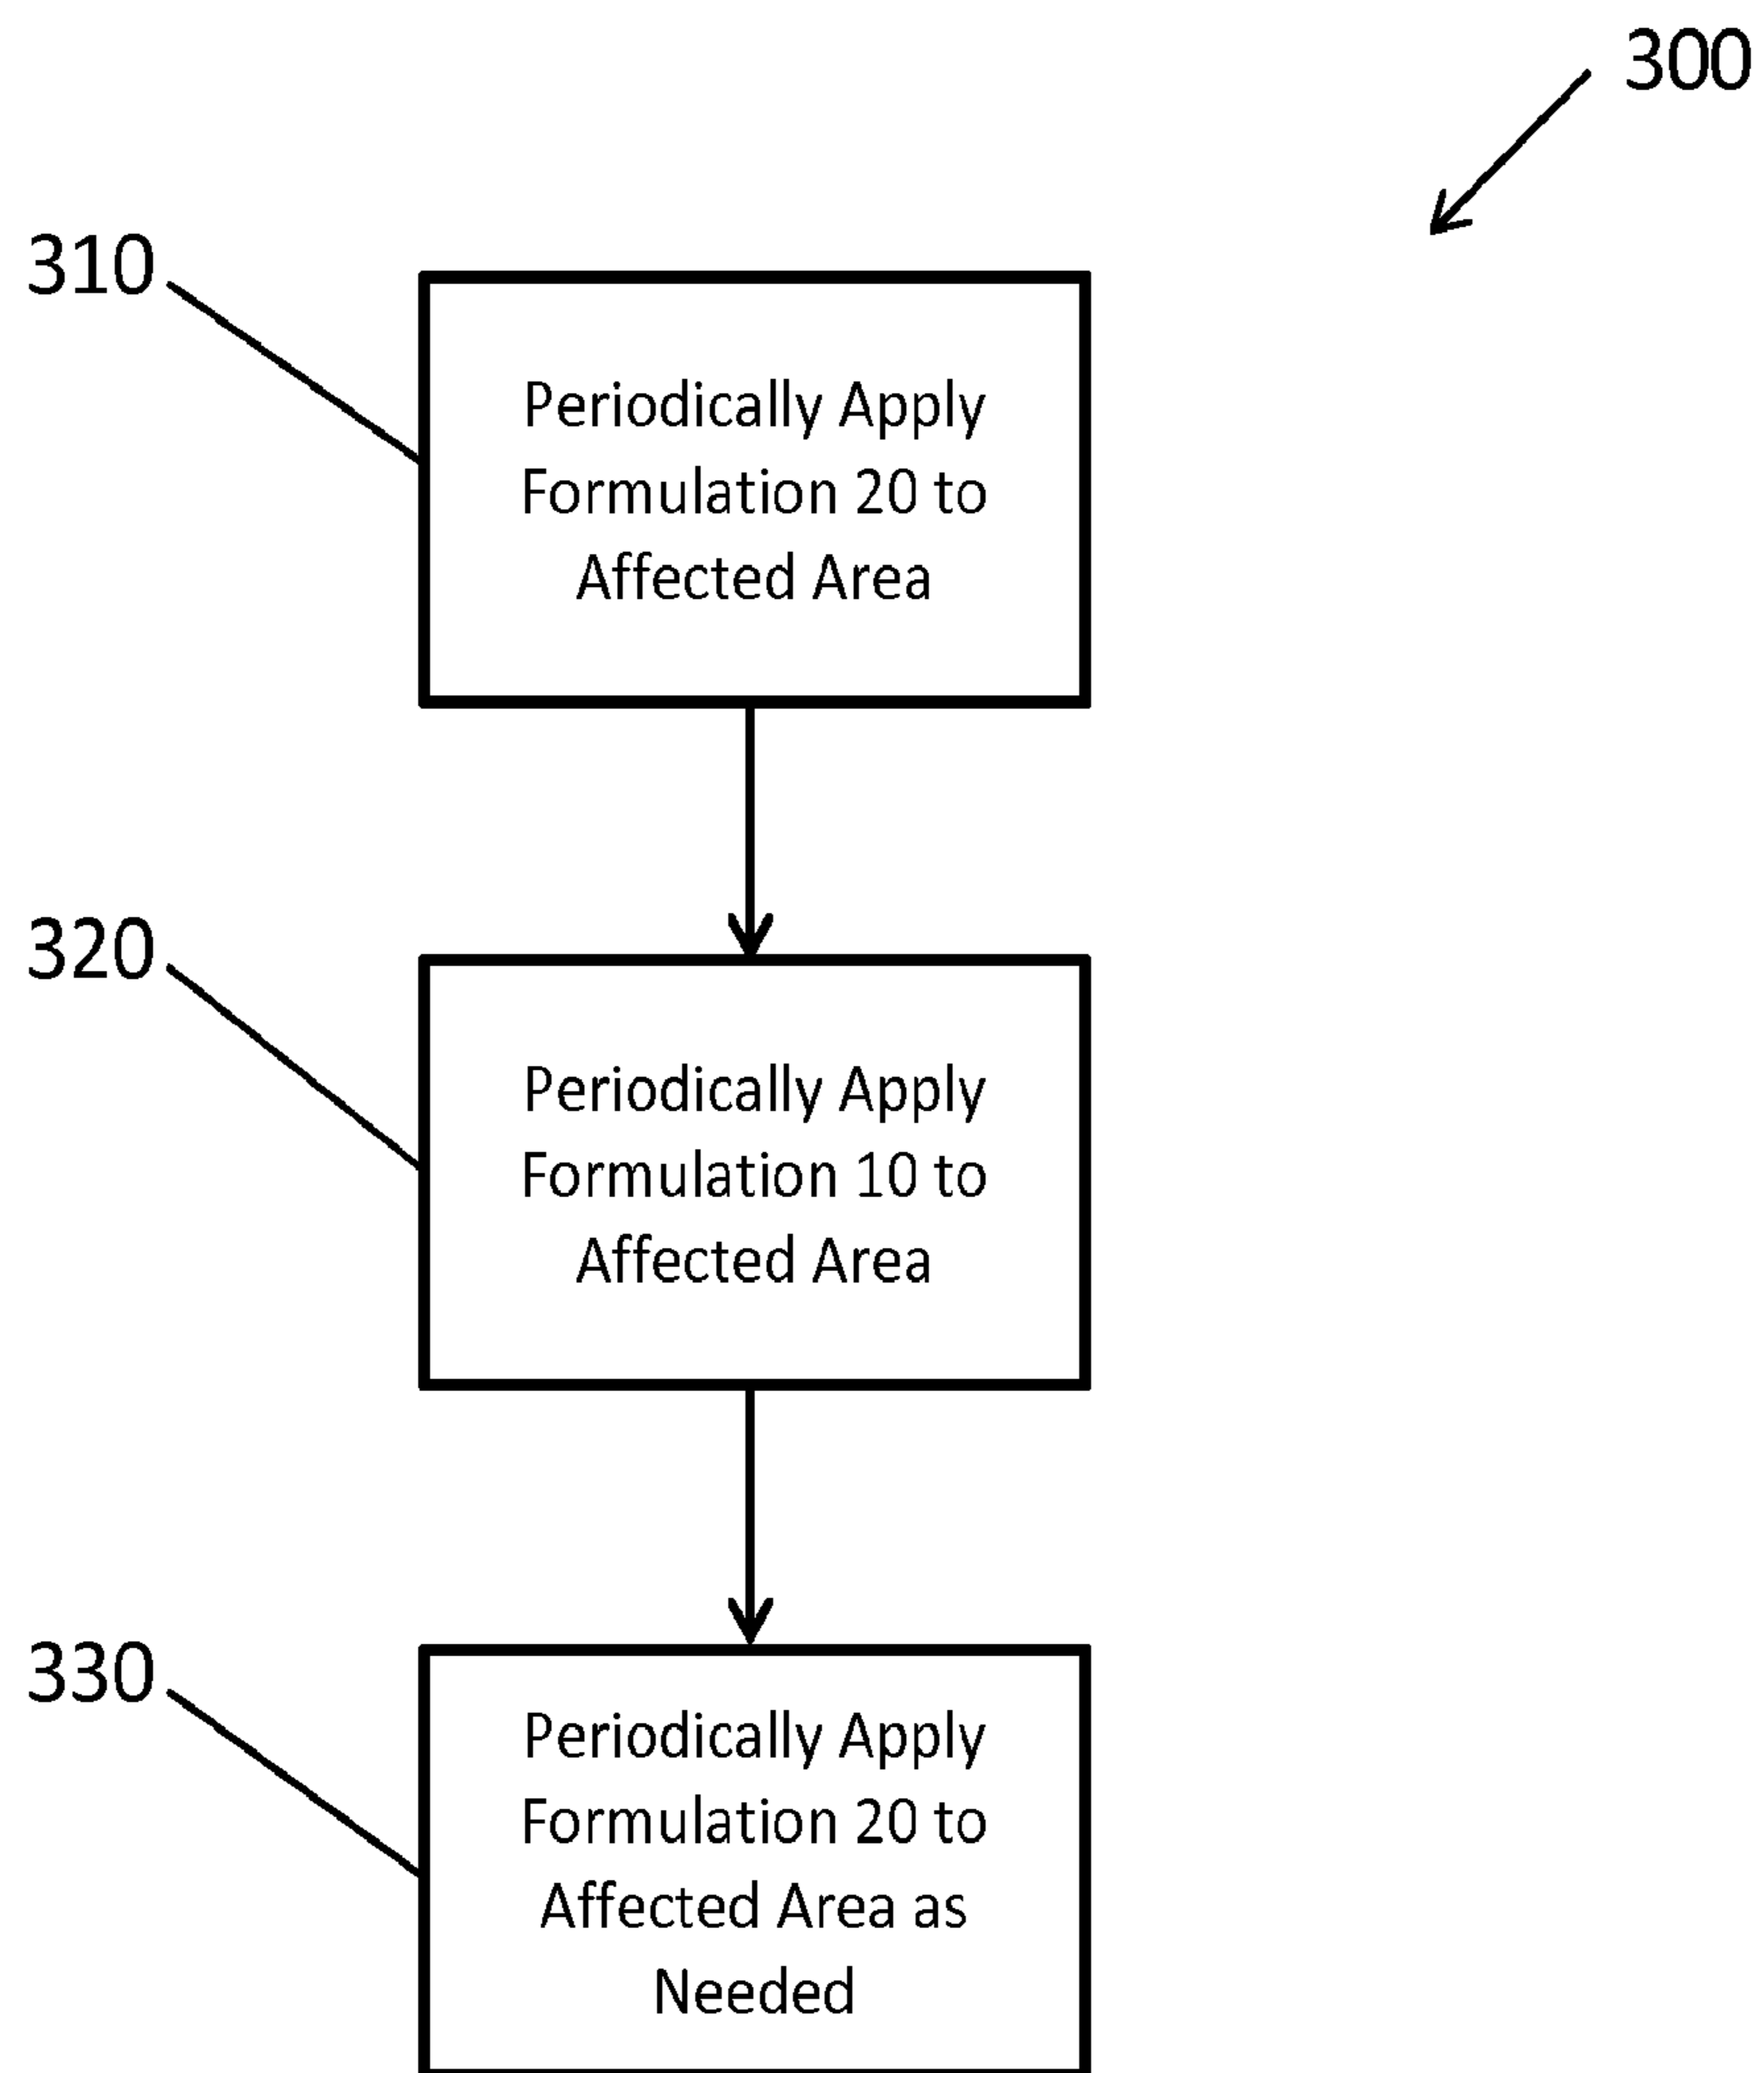 300
310
Periodically Apply
Formulation 20 to
Affected Area
320
Periodically Apply
Formulation 10 to
Affected Area
330
Periodically Apply
Formulation 20 to
Affected Area as
Needed